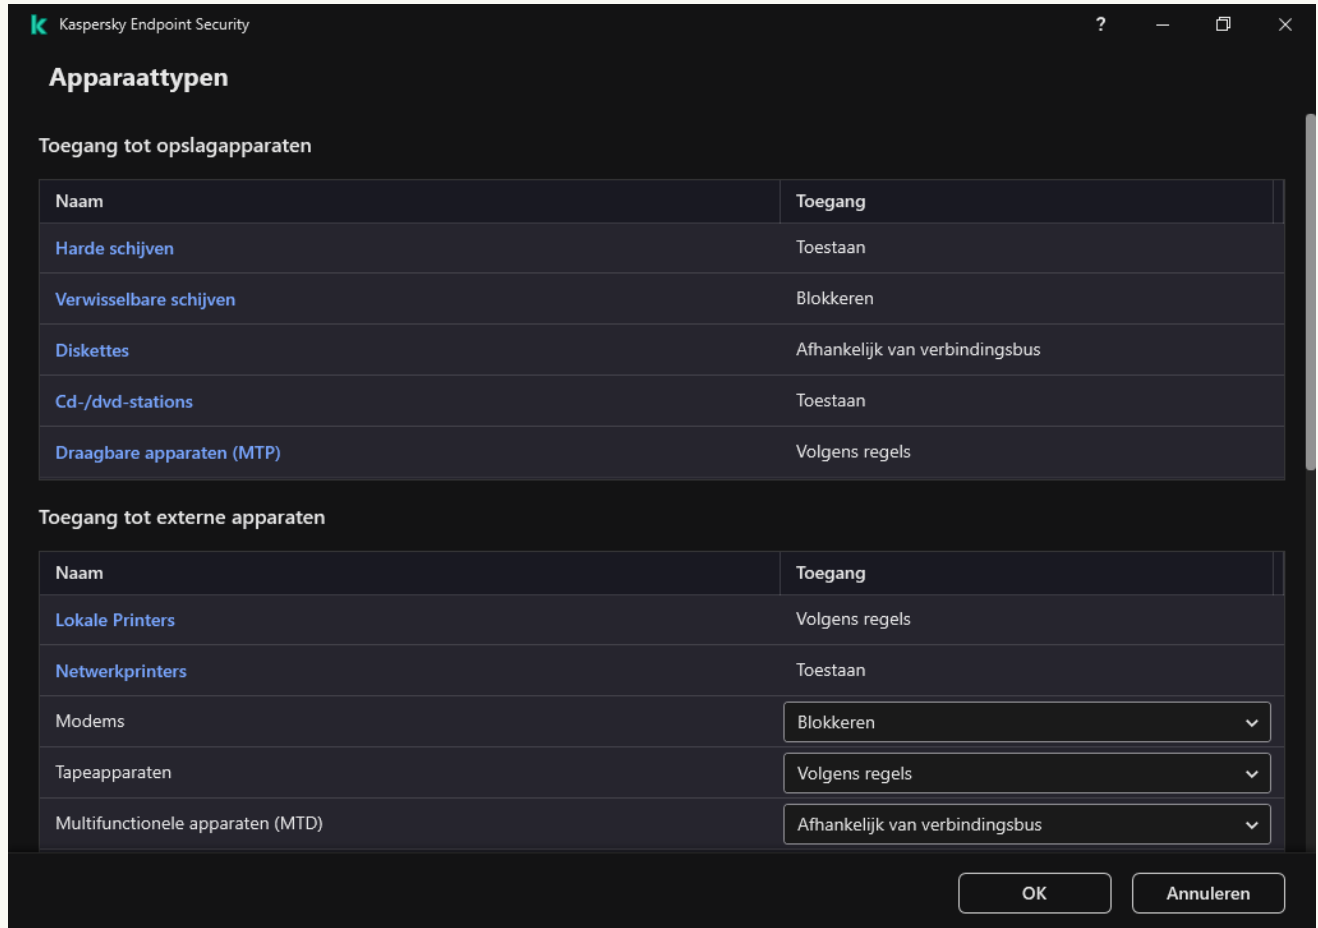 Kaspersky Endpoint Security ?
Apparaattypen
Toegang tot opslagapparaten
Naam Toegang
Harde schijven Toestaan
Verwisselbare schijven Blokkeren
Diskettes Afhankelijk van verbindingsbus
Cd-/dvd-stations Toestaan
Draagbare apparaten (MTP) Volgens regels
Toegang tot externe apparaten
Naam Toegang
Lokale Printers Volgens regels
Netwerkprinters Toestaan
Modems Blokkeren
Tapeapparaten Volgens regels
Multifunctionele apparaten (MTD) Afhankelijk van verbindingsbus
OK Annuleren